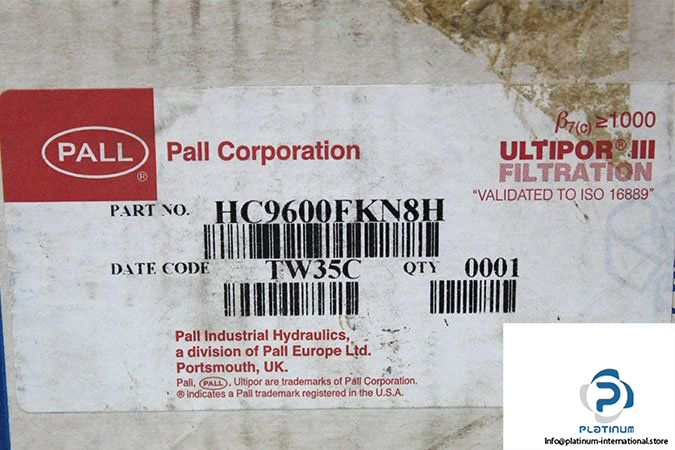 PALL
®
Pall Corporation
β7(c) ≥1000
ULTIPOR® III
FILTRATION
"VALIDATED TO ISO 16889"
PART NO. HC9600FKN8H
DATE CODE TW35C QTY 0001
Pall Industrial Hydraulics,
a division of Pall Europe Ltd.
Portsmouth, UK.
Pall, PALL, Ultipor are trademarks of Pall Corporation.
® indicates a Pall trademark registered in the U.S.A.
PLATINUM
Info@platinum-international.store